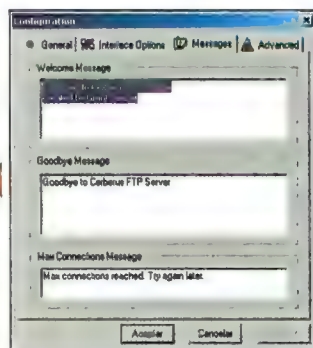 Configuration
General Interface Options Messages Advanced
Welcome Message
Goodbye Message
Goodbye to Cerberus FTP Server
Max Connections Message
Max connections reached. Try again later.
Aceptar Cancelar